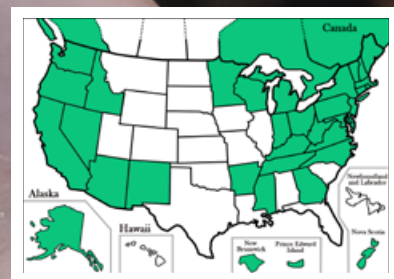 Canada
Newfoundland
and Labrador
Alaska
Hawaii
Nova Scotia
New
Brunswick
Prince Edward
Island